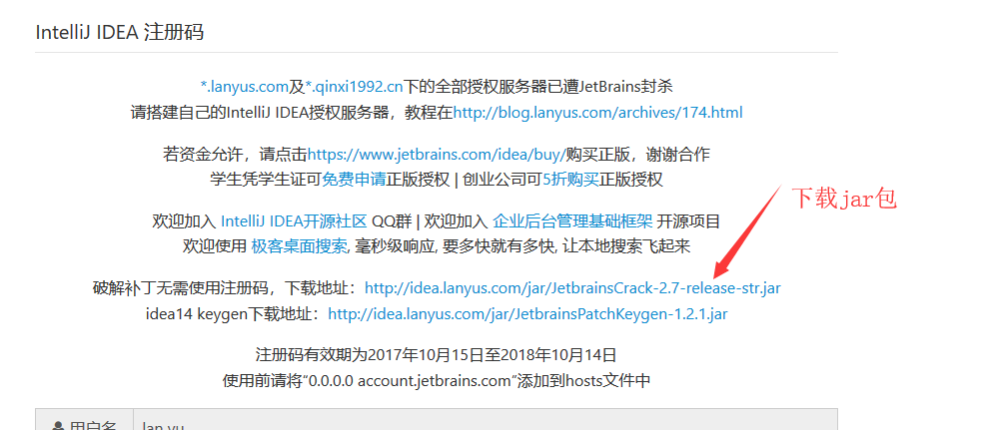 IntelliJ IDEA 注册码
*.lanyus.com及*.qinxi1992.cn下的全部授权服务器已遭JetBrains封杀
请搭建自己的IntelliJ IDEA授权服务器，教程在http://blog.lanyus.com/archives/174.html
若资金允许，请点击https://www.jetbrains.com/idea/buy/购买正版，谢谢合作
学生凭学生证可免费申请正版授权 | 创业公司可5折购买正版授权
下载jar包
欢迎加入 IntelliJ IDEA开源社区 QQ群 | 欢迎加入 企业后台管理基础框架 开源项目
欢迎使用 极客桌面搜索, 毫秒级响应, 要多快就有多快, 让本地搜索飞起来
破解补丁无需使用注册码，下载地址：http://idea.lanyus.com/jar/JetbrainsCrack-2.7-release-str.jar
idea14 keygen下载地址：http://idea.lanyus.com/jar/JetbrainsPatchKeygen-1.2.1.jar
注册码有效期为2017年10月15日至2018年10月14日
使用前请将“0.0.0.0 account.jetbrains.com”添加到hosts文件中
用户名 lan yu